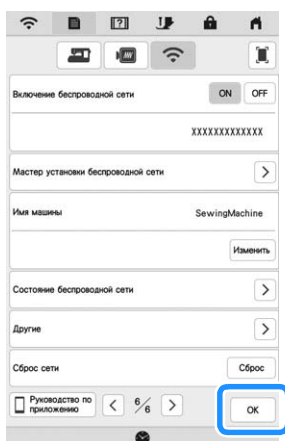 Включение беспроводной сети ON OFF
XXXXXXXXXXXXX
Мастер установки беспроводной сети >
Имя машины SewingMachine
Изменить
Состояние беспроводной сети >
Другие >
Сброс сети Сброс
Руководство по
приложению < 6/6 > OK